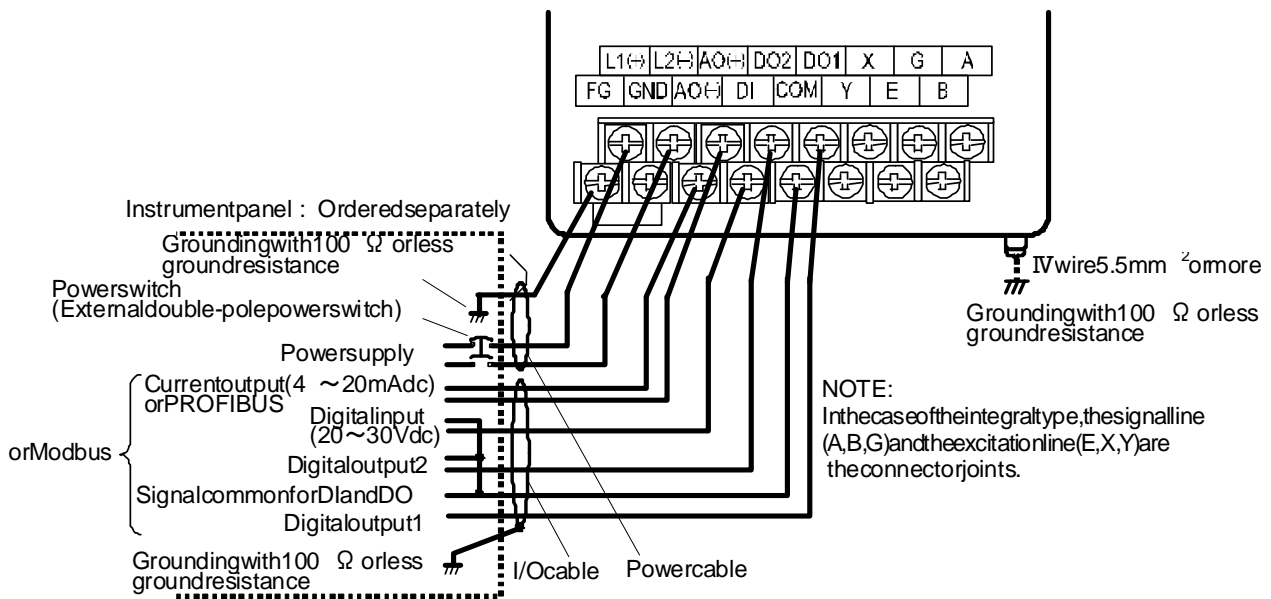 L1(+) L2(-) AO(+) DO2 DO1 X G A
FG GND AO(-) DI COM Y E B
Instrumentpanel : Orderedseparately
Groundingwith100 Ω orless
groundresistance
Powerswitch
(Externaldouble-polepowerswitch)
Powersupply
Currentoutput(4 ~20mAdc)
orPROFIBUS
Digitalinput
(20~30Vdc)
orModbus
Digitaloutput2
SignalcommonforDIandDO
Digitaloutput1
Groundingwith100 Ω orless
groundresistance
I/Ocable
Powercable
IVwire5.5mm ²ormore
Groundingwith100 Ω orless
groundresistance
NOTE:
Inthecaseoftheintegraltype,thesignalline
(A,B,G)andtheexcitationline(E,X,Y)are
theconnectorjoints.